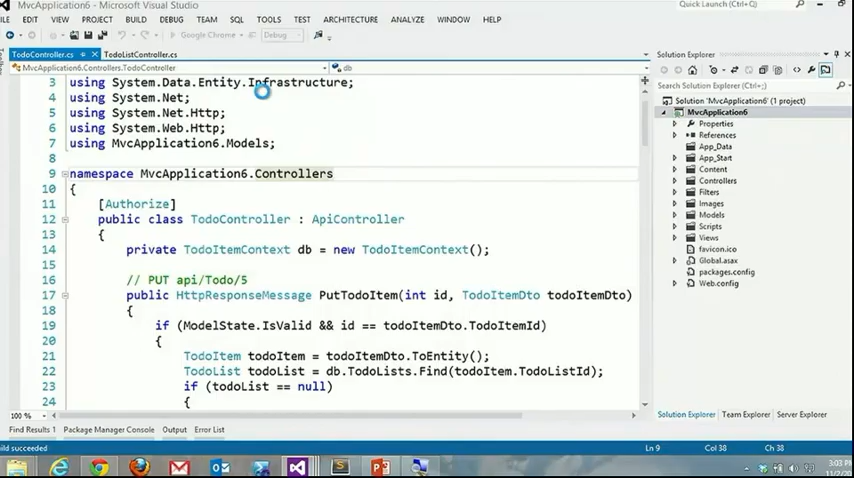 MvcApplication6 - Microsoft Visual Studio
Quick Launch (Ctrl+Q)
FILE EDIT VIEW PROJECT BUILD DEBUG TEAM SQL TOOLS TEST ARCHITECTURE ANALYZE WINDOW HELP
Google Chrome Debug
TodoController.cs TodoListController.cs
MvcApplication6.Controllers.TodoController db
3 using System.Data.Entity.Infrastructure;
4 using System.Net;
5 using System.Net.Http;
6 using System.Web.Http;
7 using MvcApplication6.Models;
8
9 namespace MvcApplication6.Controllers
10 {
11 [Authorize]
12 public class TodoController : ApiController
13 {
14 private TodoItemContext db = new TodoItemContext();
15
16 // PUT api/Todo/5
17 public HttpResponseMessage PutTodoItem(int id, TodoItemDto todoItemDto)
18 {
19 if (ModelState.IsValid && id == todoItemDto.TodoItemId)
20 {
21 TodoItem todoItem = todoItemDto.ToEntity();
22 TodoList todoList = db.TodoLists.Find(todoItem.TodoListId);
23 if (todoList == null)
24 {
100 %
Solution Explorer
Search Solution Explorer (Ctrl+;)
Solution 'MvcApplication6' (1 project)
MvcApplication6
Properties
References
App_Data
App_Start
Content
Controllers
Filters
Images
Models
Scripts
Views
favicon.ico
Global.asax
packages.config
Web.config
Solution Explorer Team Explorer Server Explorer
Find Results 1 Package Manager Console Output Error List
ild succeeded Ln 9 Col 38 Ch 38
3:03 PM